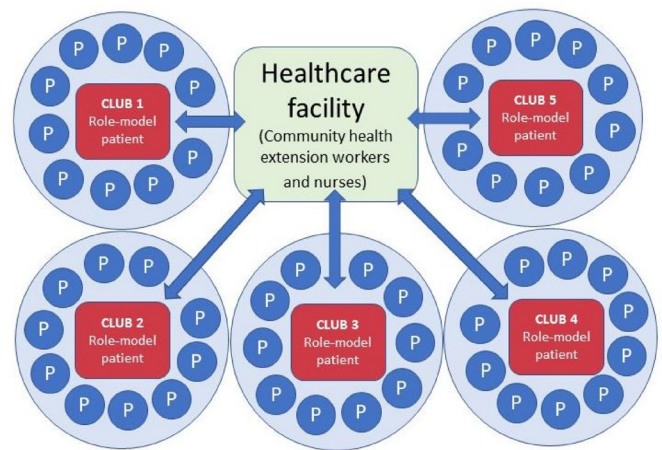 P P P
P P
CLUB 1
Role-model
patient
P
P P
P P
Healthcare
facility
(Community health
extension workers
and nurses)
P P P
P P
CLUB 5
Role-model
patient
P
P P
P P
P P
P
P P
CLUB 2
Role-model
patient
P P
P P P
P P
P P
CLUB 3
Role-model
patient
P P
P P
P P
P P P
P P
CLUB 4
Role-model
patient
P P
P P P